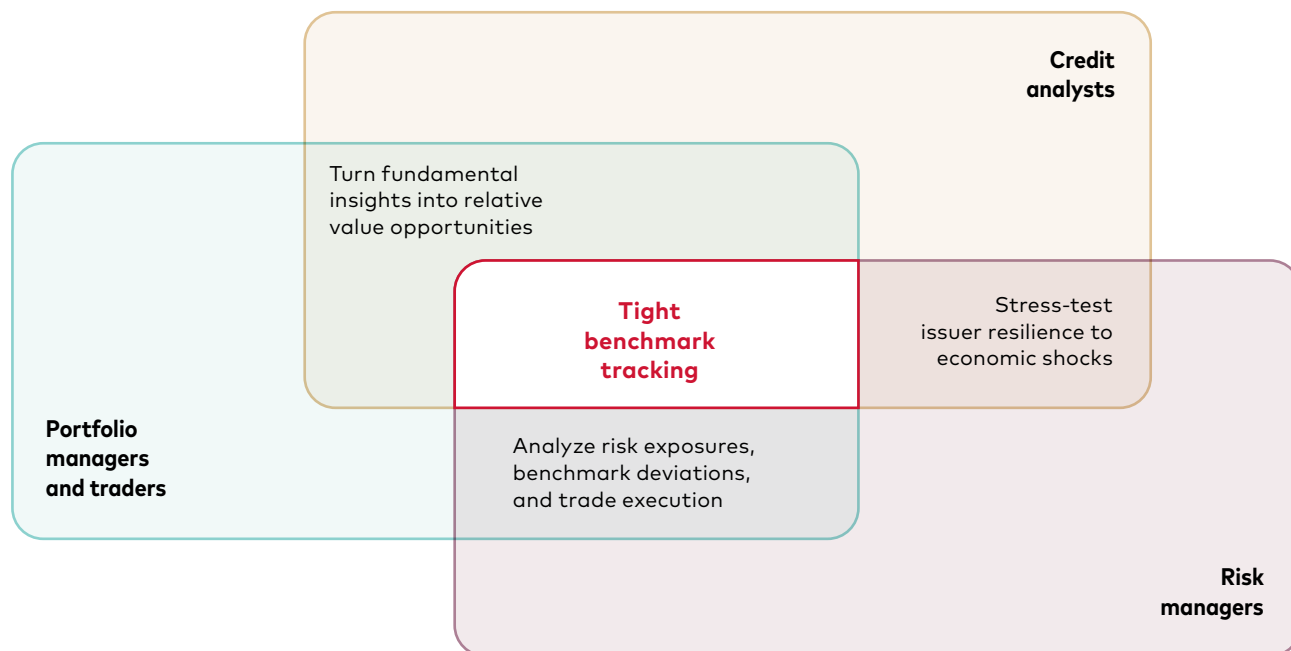 Credit
analysts
Turn fundamental
insights into relative
value opportunities
Tight
benchmark
tracking
Stress-test
issuer resilience to
economic shocks
Portfolio
managers
and traders
Analyze risk exposures,
benchmark deviations,
and trade execution
Risk
managers